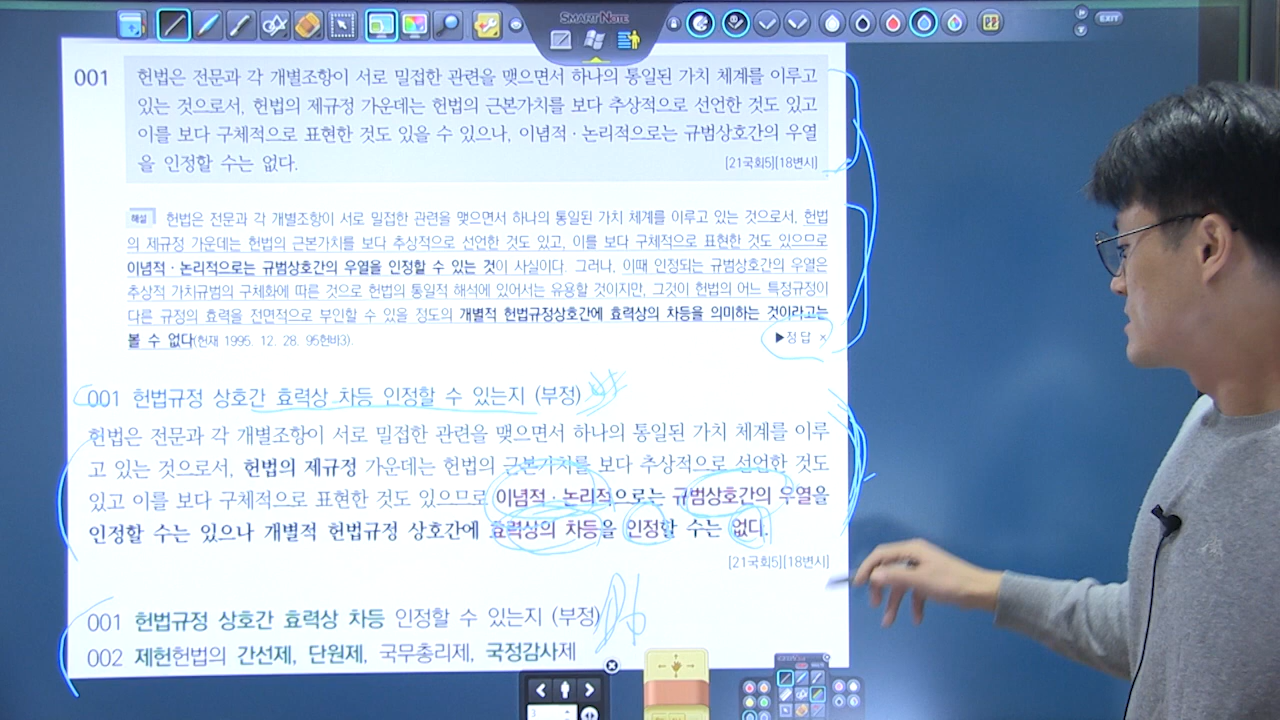 SMARTNOTE
EXIT
001 헌법은 전문과 각 개별조항이 서로 밀접한 관련을 맺으면서 하나의 통일된 가치 체계를 이루고
있는 것으로서, 헌법의 제규정 가운데는 헌법의 근본가치를 보다 추상적으로 선언한 것도 있고
이를 보다 구체적으로 표현한 것도 있을 수 있으나, 이념적·논리적으로는 규범상호간의 우열
을 인정할 수는 없다. [21국회5][18변시]
해설 헌법은 전문과 각 개별조항이 서로 밀접한 관련을 맺으면서 하나의 통일된 가치 체계를 이루고 있는 것으로서, 헌법
의 제규정 가운데는 헌법의 근본가치를 보다 추상적으로 선언한 것도 있고, 이를 보다 구체적으로 표현한 것도 있으므로
이념적·논리적으로는 규범상호간의 우열을 인정할 수 있는 것이 사실이다. 그러나, 이때 인정되는 규범상호간의 우열은
추상적 가치규범의 구체화에 따른 것으로 헌법의 통일적 해석에 있어서는 유용할 것이지만, 그것이 헌법의 어느 특정규정이
다른 규정의 효력을 전면적으로 부인할 수 있을 정도의 개별적 헌법규정상호간에 효력상의 차등을 의미하는 것이라고는
볼 수 없다(헌재 1995. 12. 28. 95헌바3). ▶정답 ×
001 헌법규정 상호간 효력상 차등 인정할 수 있는지 (부정)
헌법은 전문과 각 개별조항이 서로 밀접한 관련을 맺으면서 하나의 통일된 가치 체계를 이루
고 있는 것으로서, 헌법의 제규정 가운데는 헌법의 근본가치를 보다 추상적으로 선언한 것도
있고 이를 보다 구체적으로 표현한 것도 있으므로 이념적·논리적으로는 규범상호간의 우열을
인정할 수는 있으나 개별적 헌법규정 상호간에 효력상의 차등을 인정할 수는 없다.
[21국회5][18변시]
001 헌법규정 상호간 효력상 차등 인정할 수 있는지 (부정)
002 제헌헌법의 간선제, 단원제, 국무총리제, 국정감사제